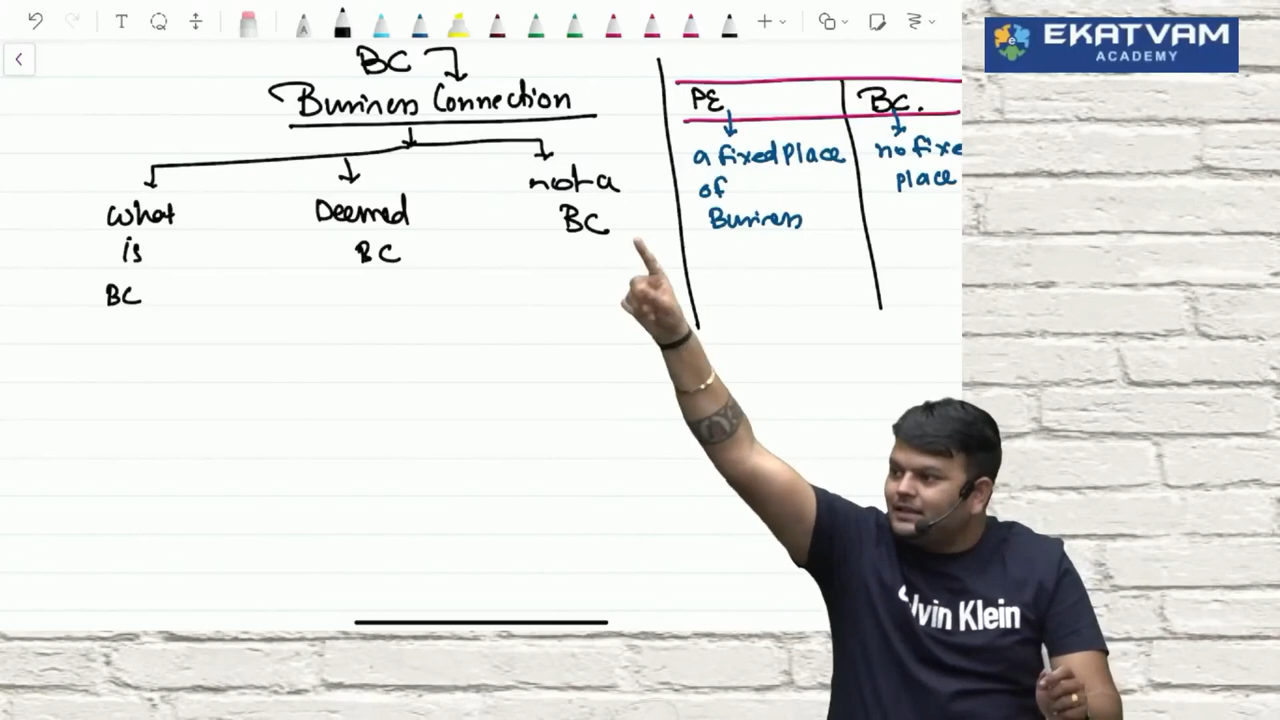 EKATVAM
ACADEMY
BC
Business Connection
what
is
BC
Deemed
BC
not a
BC
PE
a fixed Place
of
Business
BC.
no fixe
place
Calvin Klein